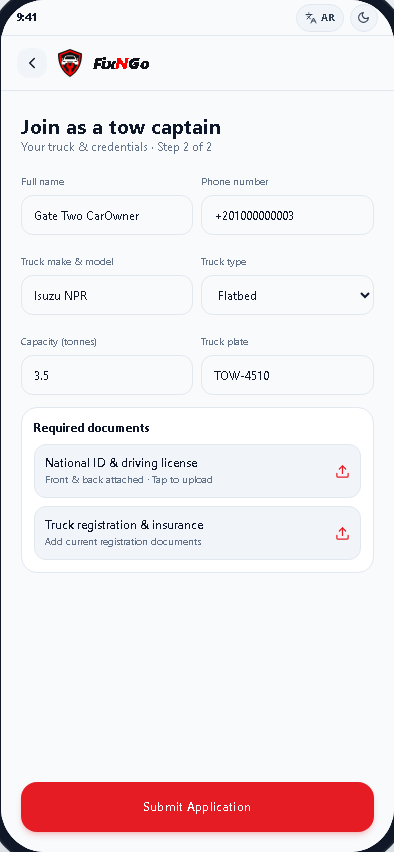 9:41
AR
FixNGo
Join as a tow captain
Your truck & credentials · Step 2 of 2
Full name
Phone number
Gate Two CarOwner
+201000000003
Truck make & model
Truck type
Isuzu NPR
Flatbed
Capacity (tonnes)
Truck plate
3.5
TOW-4510
Required documents
National ID & driving license
Front & back attached · Tap to upload
Truck registration & insurance
Add current registration documents
Submit Application